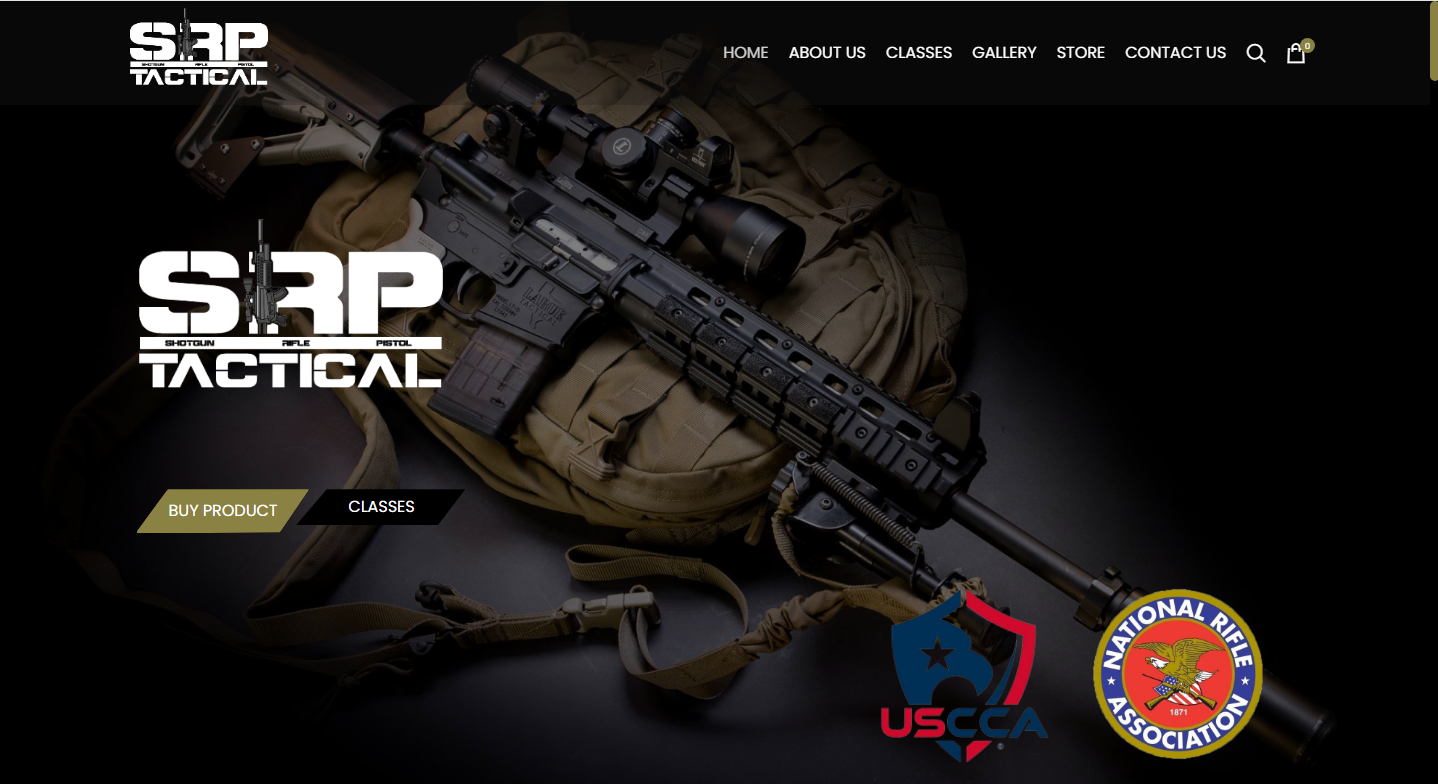 SRP
SHOTGUN RIFLE PISTOL
TACTICAL
HOME ABOUT US CLASSES GALLERY STORE CONTACT US 0
SRP
SHOTGUN RIFLE PISTOL
TACTICAL
BUY PRODUCT CLASSES
USCCA
NATIONAL RIFLE
1871
ASSOCIATION